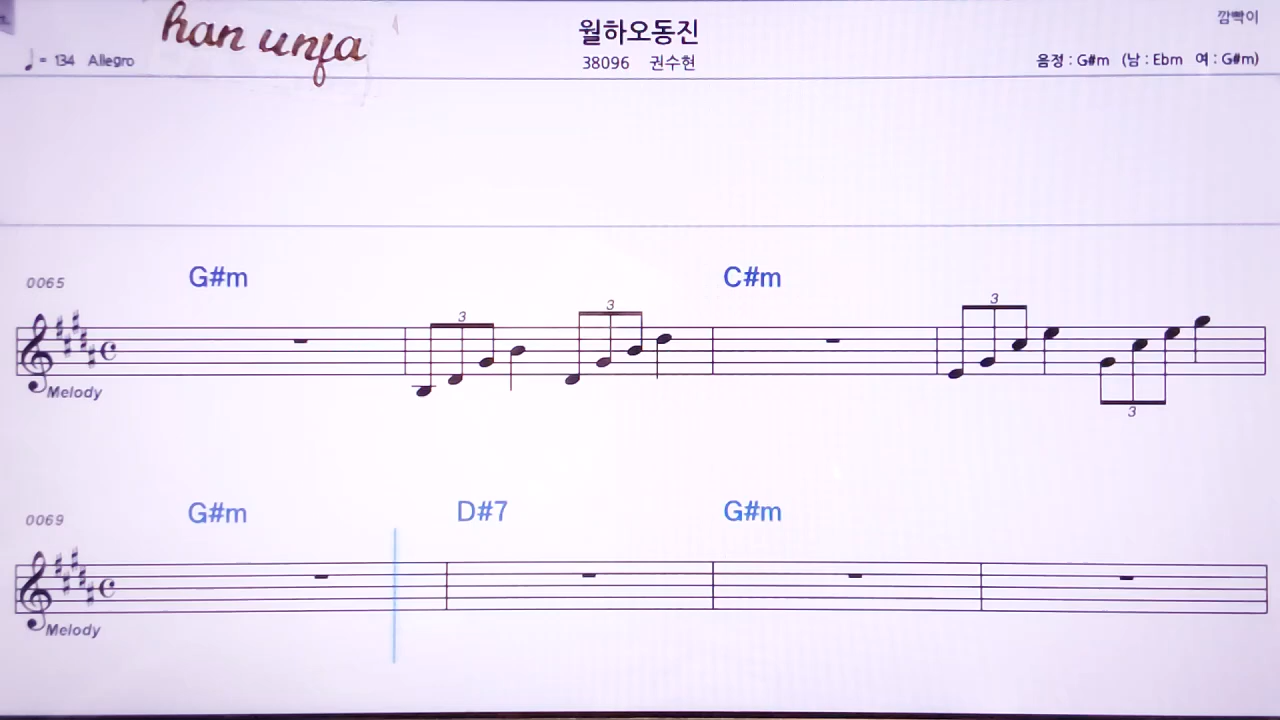 han unja
월하오동진
깜빡이
♩= 134 Allegro
38096 권수현
음정 : G#m (남 : Ebm 여 : G#m)
0065
G#m
C#m
3
3
3
3
Melody
0069
G#m
D#7
G#m
Melody